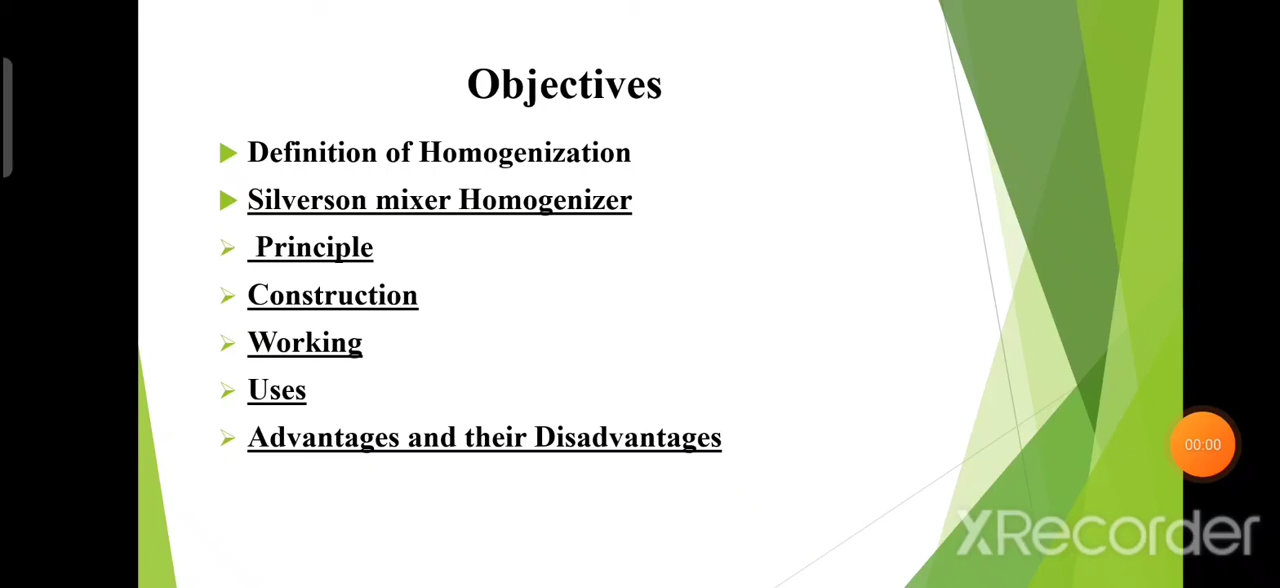 Objectives
Definition of Homogenization
Silverson mixer Homogenizer
Principle
Construction
Working
Uses
Advantages and their Disadvantages
00:00
XRecorder